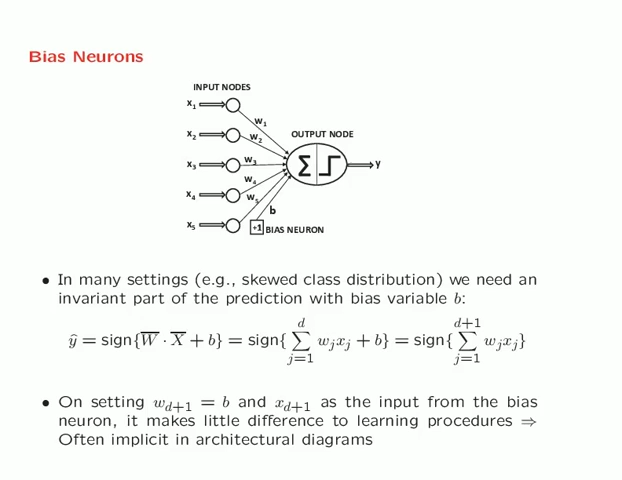 Bias Neurons
INPUT NODES
x1
w1
x2
w2
OUTPUT NODE
x3
w3
Σ
y
x4
w4
x5
w5
b
+1 BIAS NEURON
• In many settings (e.g., skewed class distribution) we need an
invariant part of the prediction with bias variable b:
ŷ = sign{W̅ · X̅ + b} = sign{∑_{j=1}^{d} w_j x_j + b} = sign{∑_{j=1}^{d+1} w_j x_j}
• On setting w_{d+1} = b and x_{d+1} as the input from the bias
neuron, it makes little difference to learning procedures ⇒
Often implicit in architectural diagrams